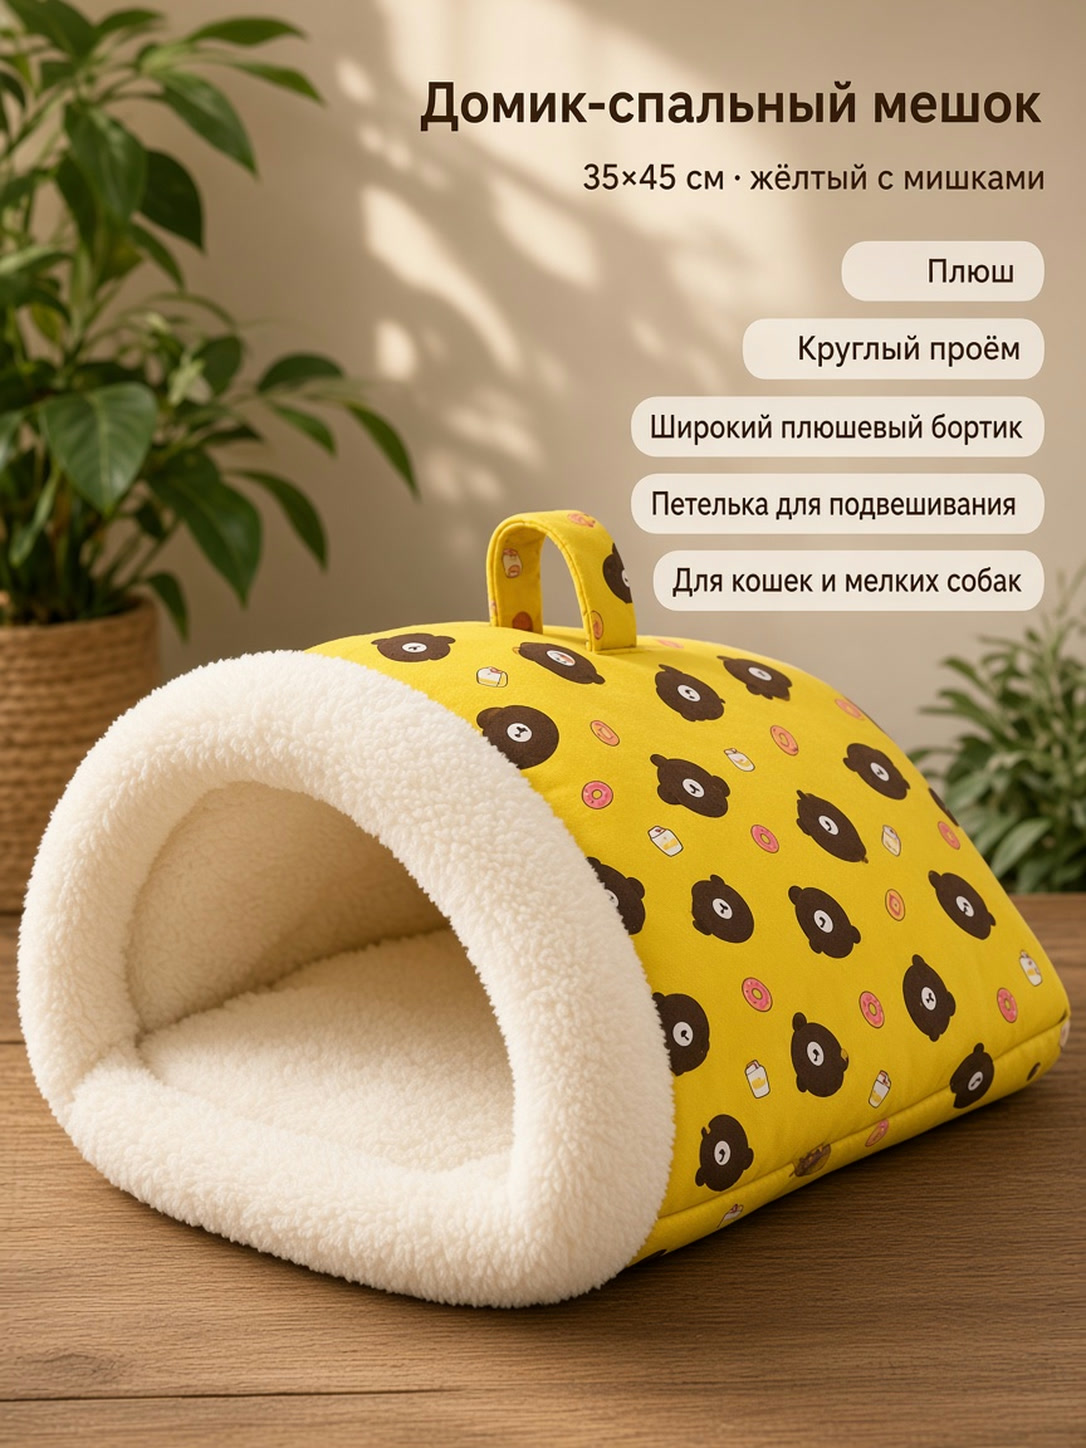 Домик-спальный мешок
35×45 см · жёлтый с мишками
Плюш
Круглый проём
Широкий плюшевый бортик
Петелька для подвешивания
Для кошек и мелких собак